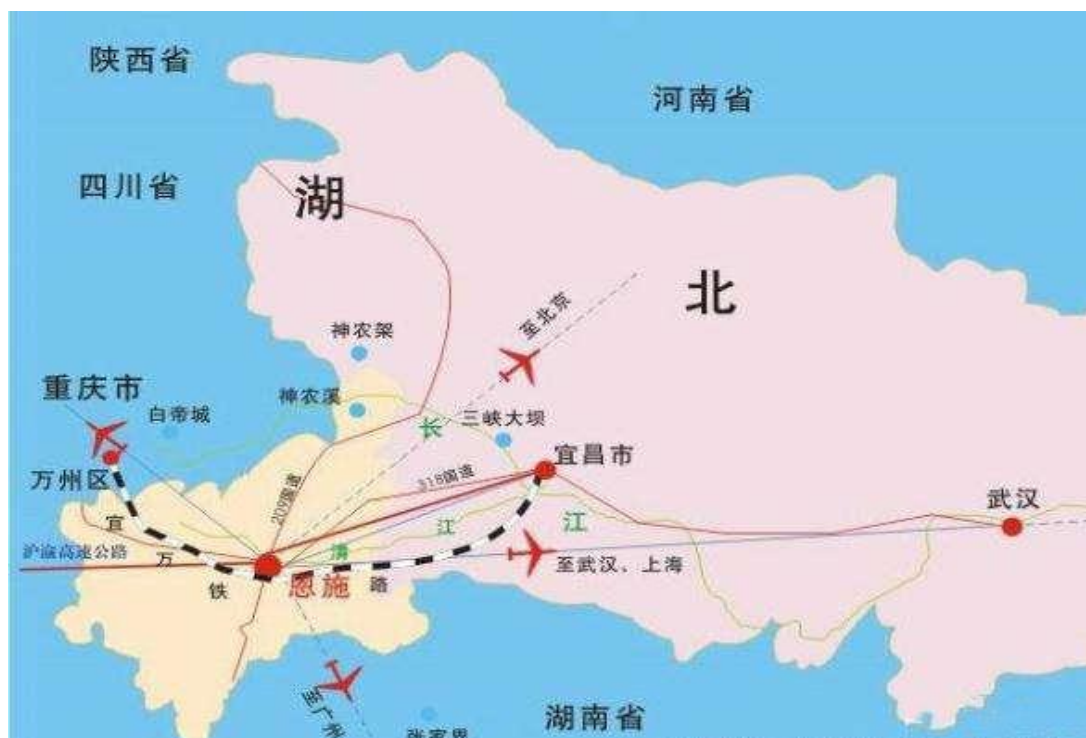 陕西省
河南省
四川省
湖
北
至北京
神农架
重庆市
神农溪
白帝城
长
三峡大坝
宜昌市
万州区
318国道
209国道
武汉
宜
江
江
沪渝高速公路
万
清
至武汉、上海
铁
恩施
路
至广州
湖南省
张家界